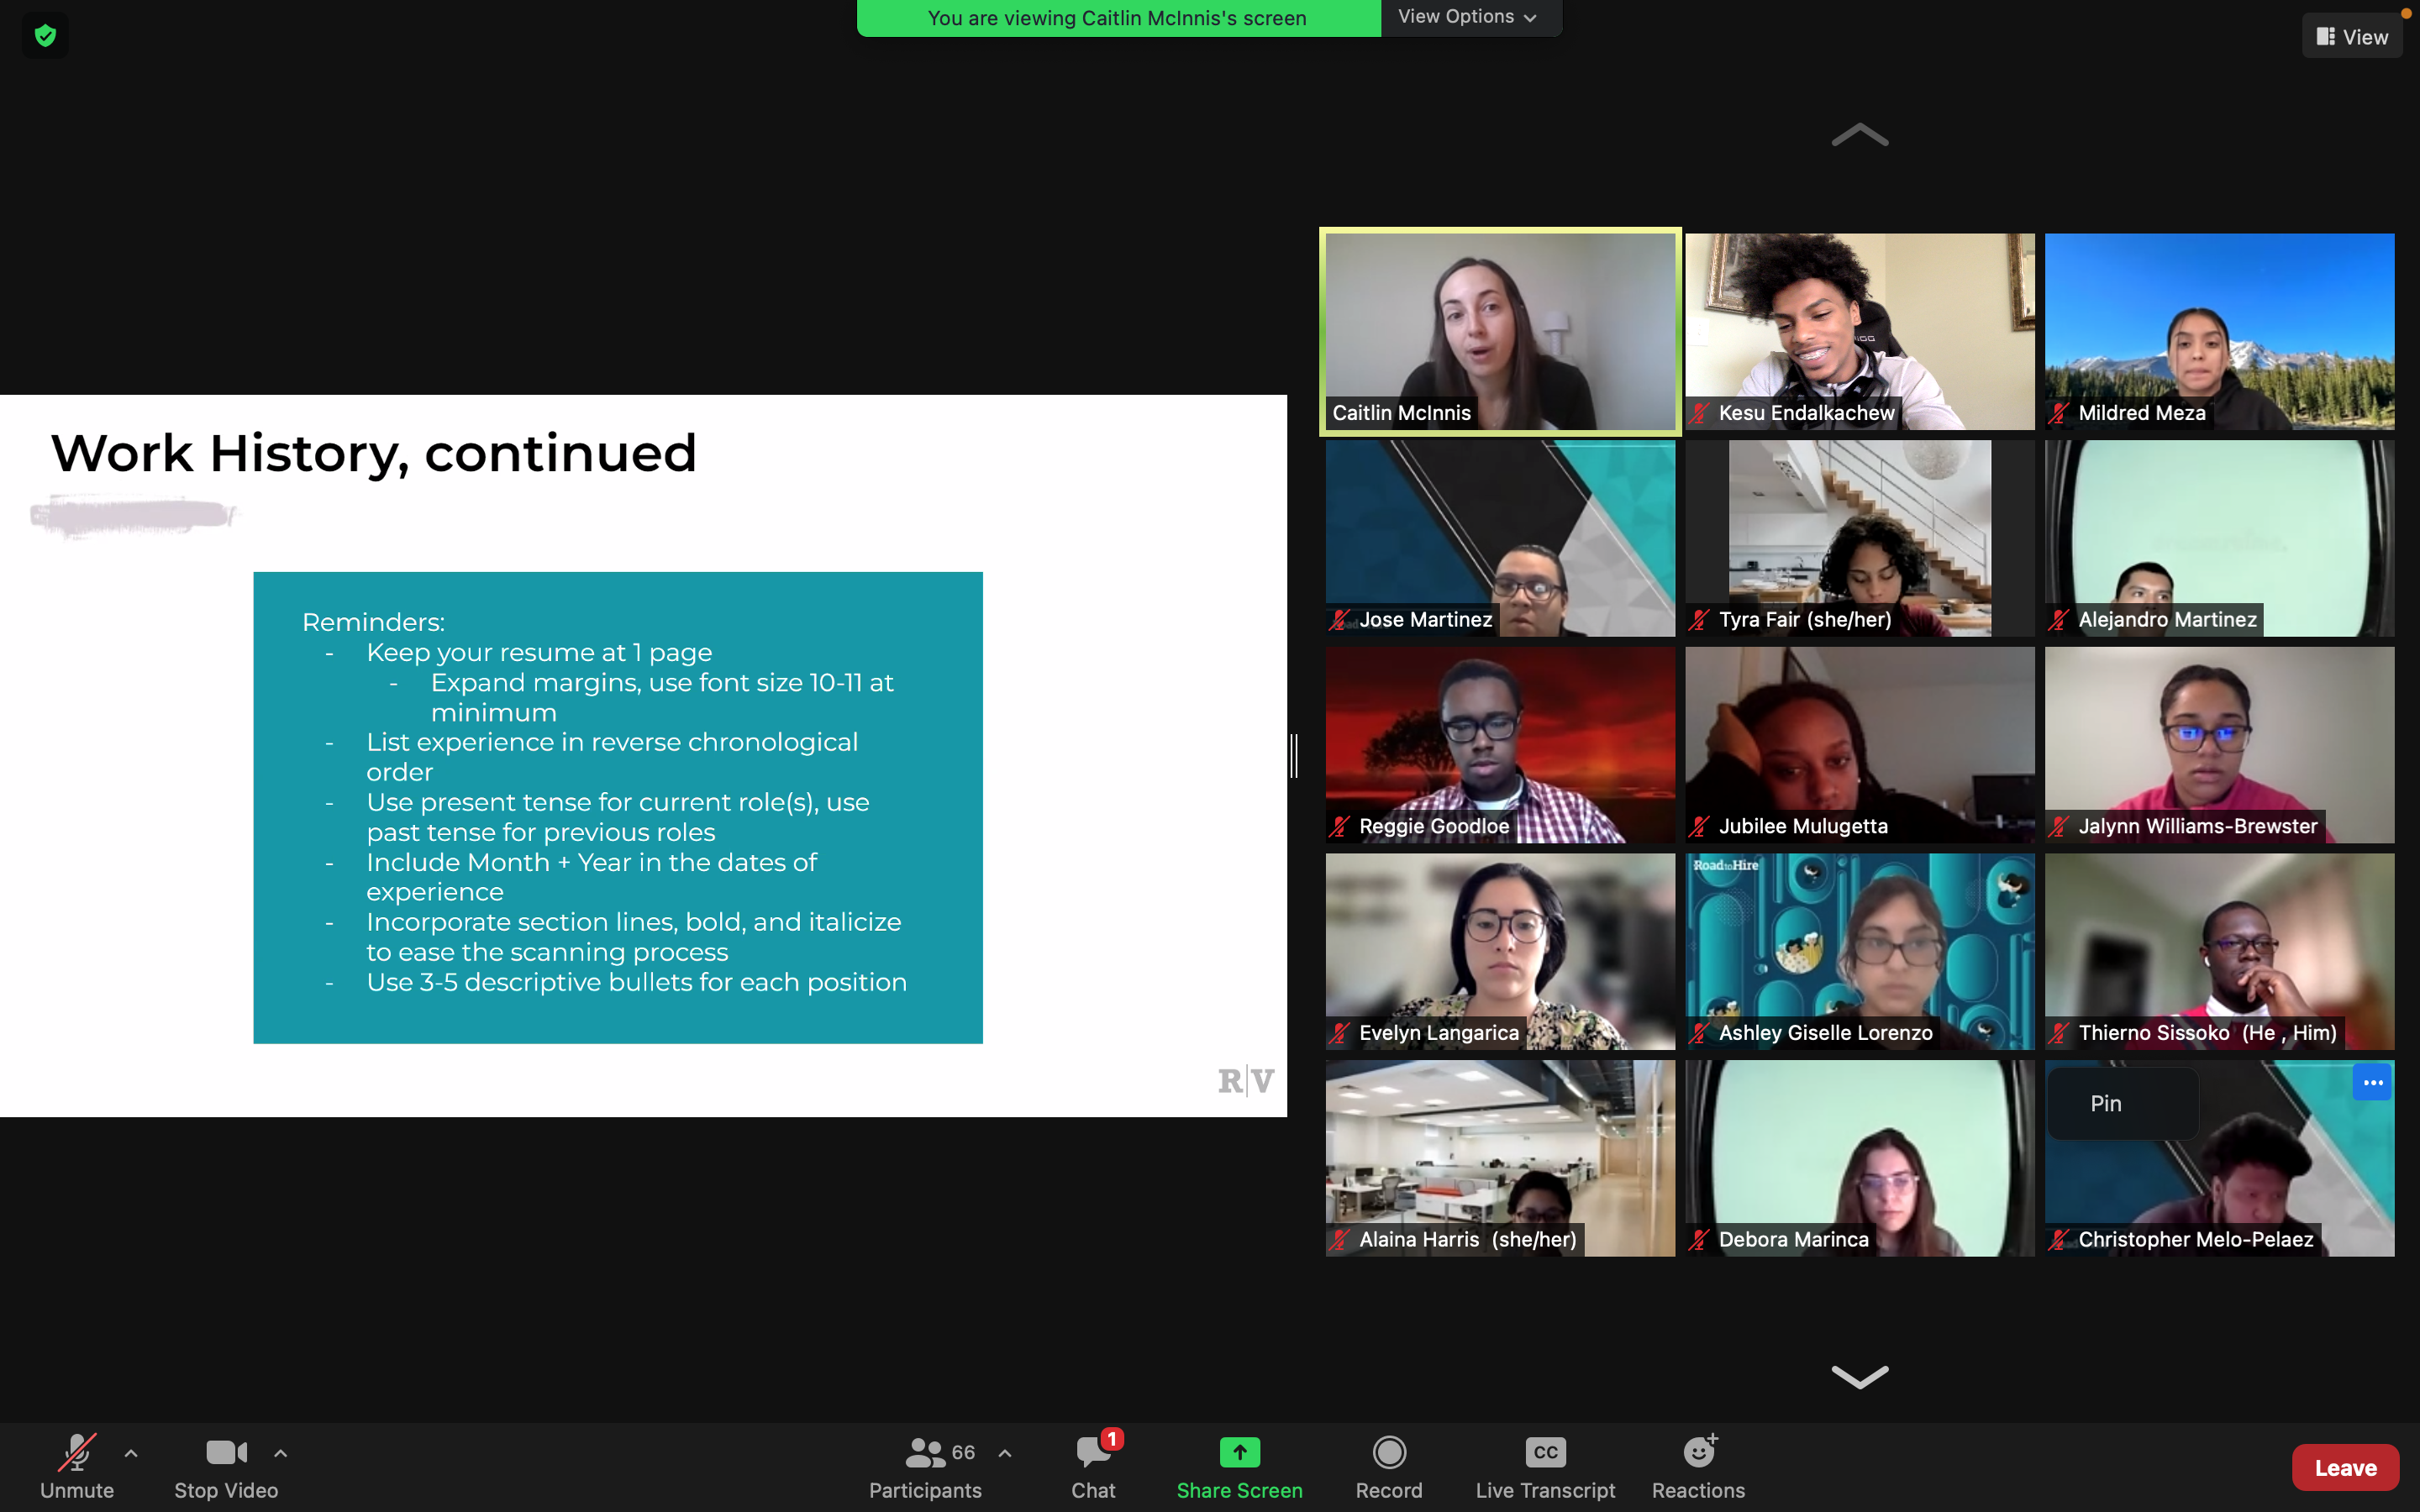 You are viewing Caitlin McInnis's screen
View Options
View
Work History, continued
Reminders:
- Keep your resume at 1 page
- Expand margins, use font size 10-11 at
minimum
- List experience in reverse chronological
order
- Use present tense for current role(s), use
past tense for previous roles
- Include Month + Year in the dates of
experience
- Incorporate section lines, bold, and italicize
to ease the scanning process
- Use 3-5 descriptive bullets for each position
R|V
Caitlin McInnis
Kesu Endalkachew
Mildred Meza
Jose Martinez
Tyra Fair (she/her)
Alejandro Martinez
Reggie Goodloe
Jubilee Mulugetta
Jalynn Williams-Brewster
RoadtoHire
Evelyn Langarica
Ashley Giselle Lorenzo
Thierno Sissoko (He , Him)
Pin
Alaina Harris (she/her)
Debora Marinca
Christopher Melo-Pelaez
Unmute
Stop Video
66
Participants
1
Chat
Share Screen
Record
CC
Live Transcript
Reactions
Leave